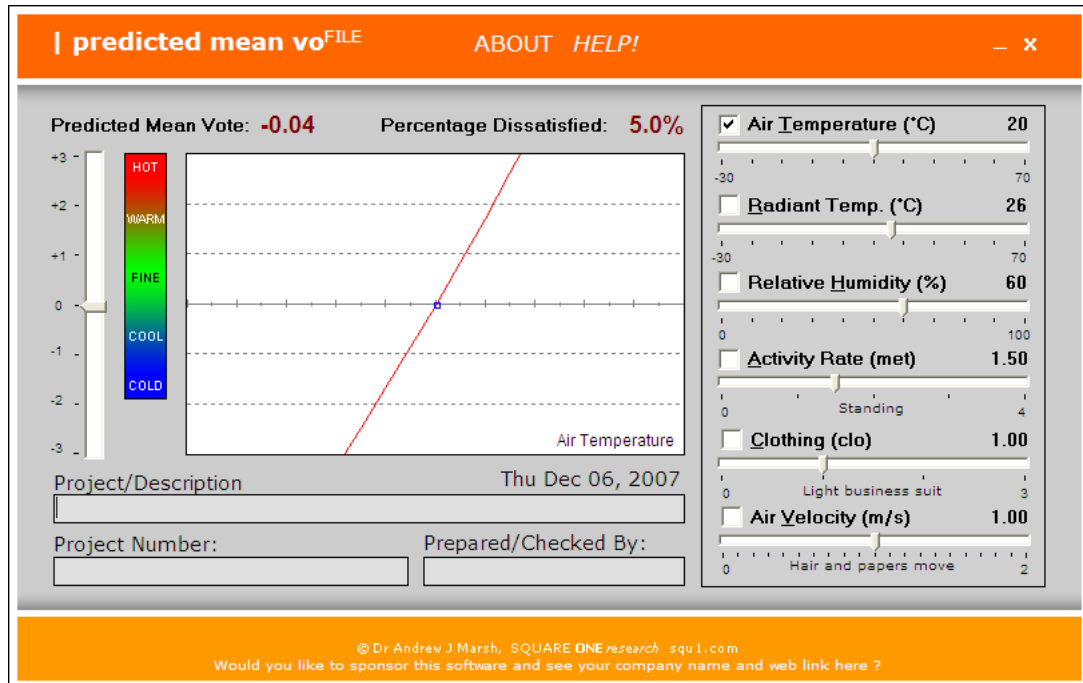 | predicted mean voFILE ABOUT HELP!
Predicted Mean Vote: -0.04 Percentage Dissatisfied: 5.0%
+3
+2
+1
0
-1
-2
-3
HOT
WARM
FINE
COOL
COLD
Air Temperature
Air Temperature (°C) 20
-30 70
Radiant Temp. (°C) 26
-30 70
Relative Humidity (%) 60
0 100
Activity Rate (met) 1.50
0 Standing 4
Clothing (clo) 1.00
0 Light business suit 3
Air Velocity (m/s) 1.00
0 Hair and papers move 2
Project/Description Thu Dec 06, 2007
Project Number: Prepared/Checked By:
© Dr Andrew J Marsh, SQUARE ONE research squ1.com
Would you like to sponsor this software and see your company name and web link here ?